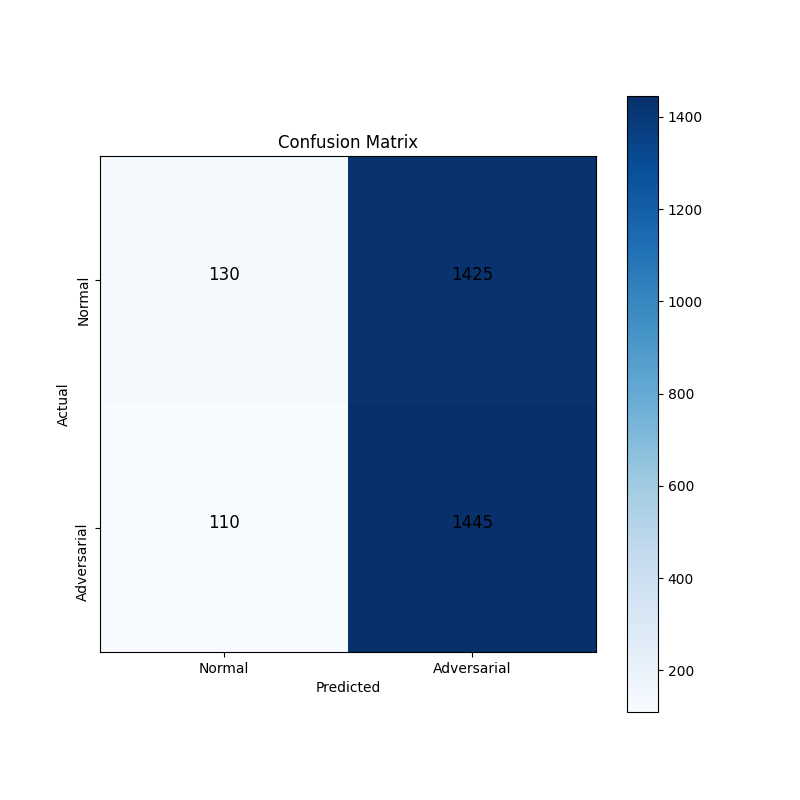 Confusion Matrix
130
1425
110
1445
Normal
Adversarial
Actual
Normal
Adversarial
Predicted
1400
1200
1000
800
600
400
200